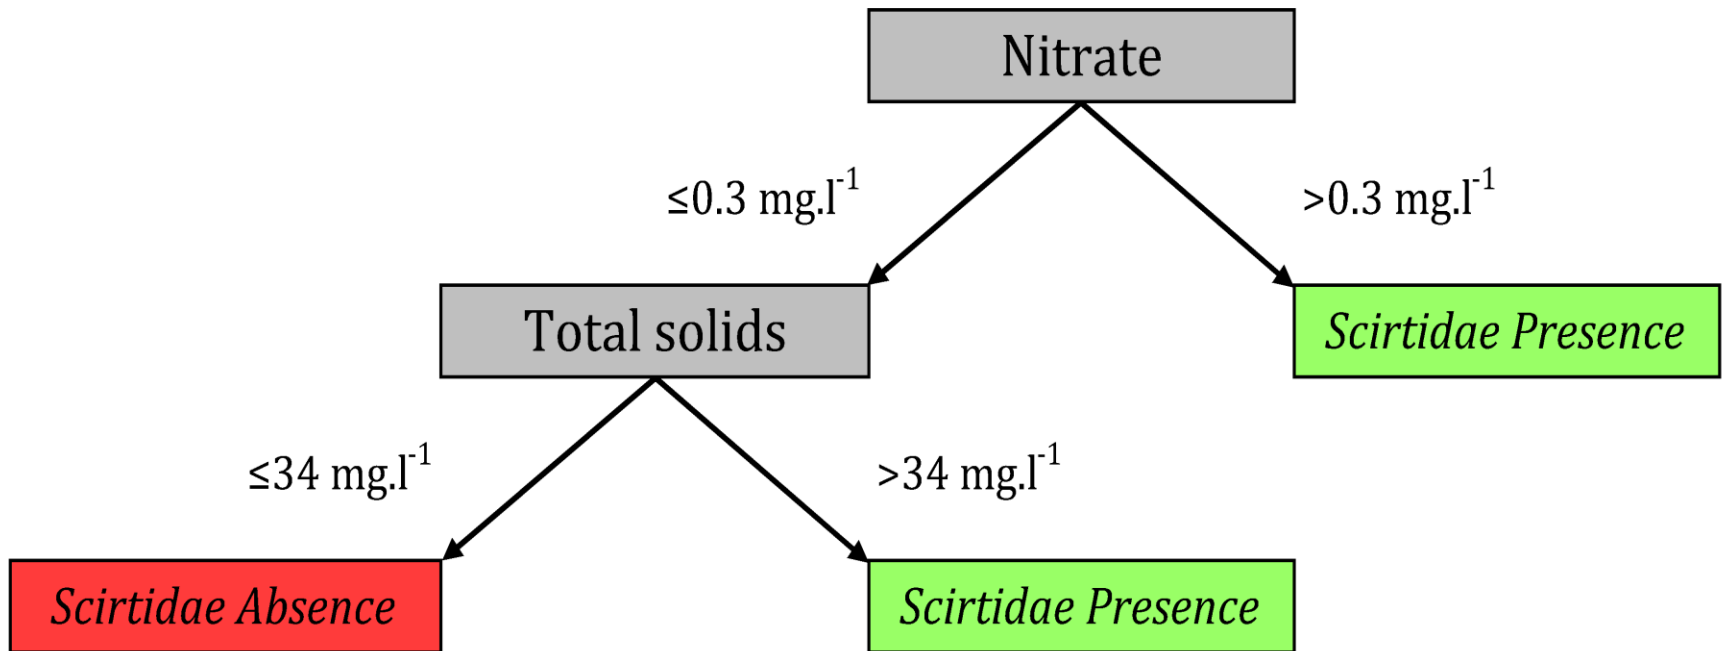 Nitrate
≤0.3 mg.l⁻¹
>0.3 mg.l⁻¹
Total solids
Scirtidae Presence
≤34 mg.l⁻¹
>34 mg.l⁻¹
Scirtidae Absence
Scirtidae Presence